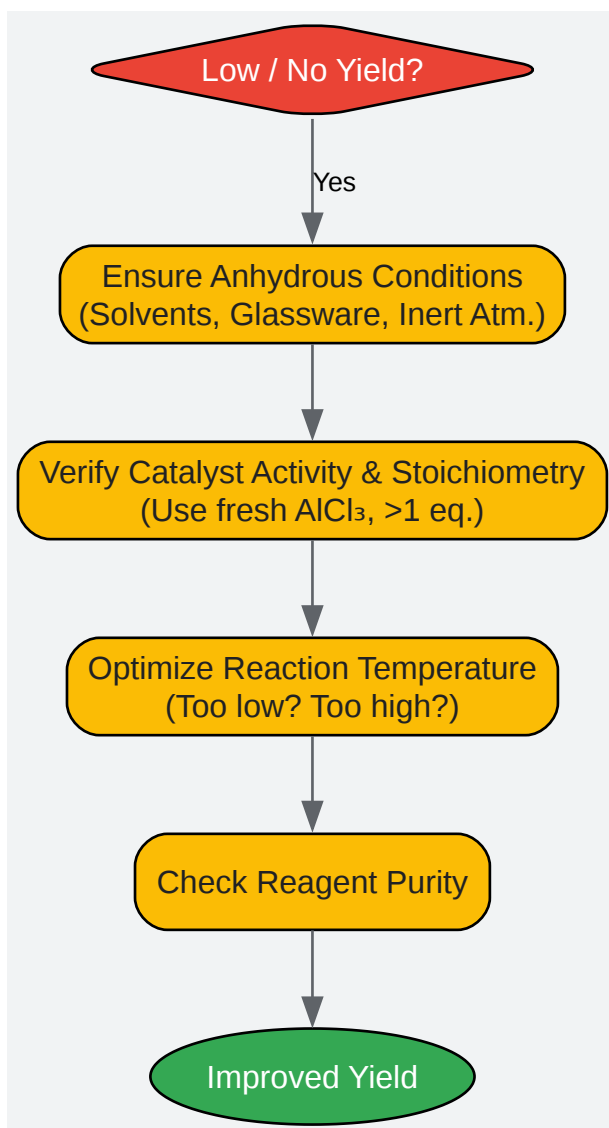 Low / No Yield?
Yes
Ensure Anhydrous Conditions
(Solvents, Glassware, Inert Atm.)
Verify Catalyst Activity & Stoichiometry
(Use fresh AlCl₃, >1 eq.)
Optimize Reaction Temperature
(Too low? Too high?)
Check Reagent Purity
Improved Yield